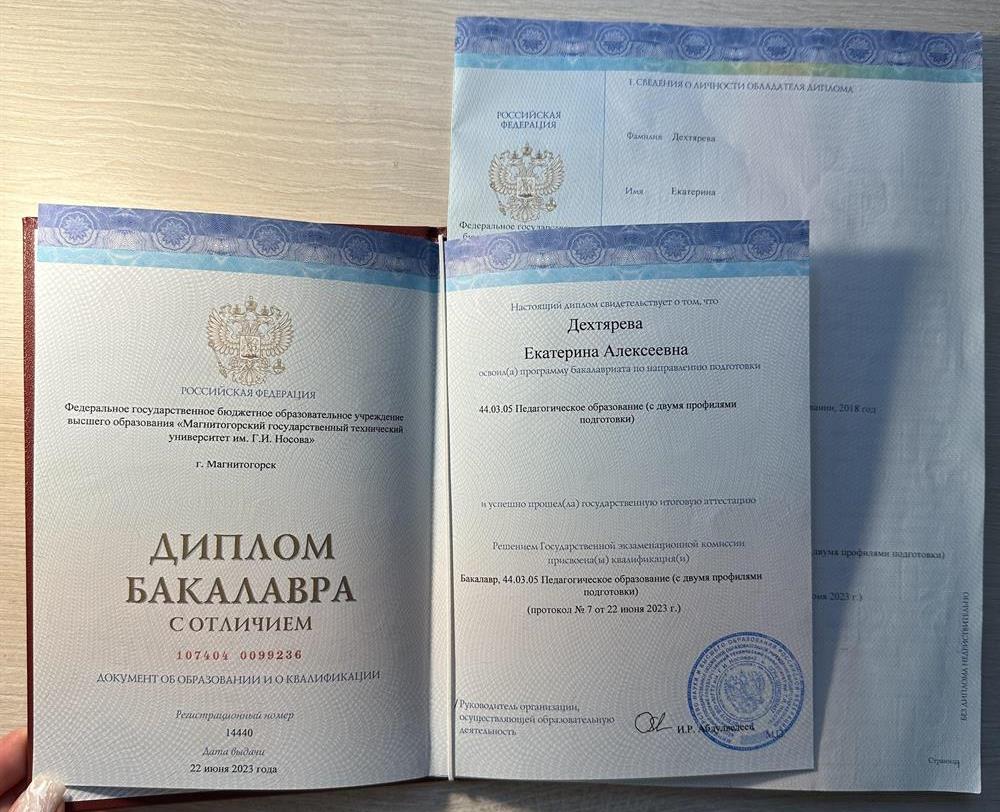 РОССИЙСКАЯ ФЕДЕРАЦИЯ
Федеральное государственное бюджетное образовательное учреждение
высшего образования «Магнитогорский государственный технический
университет им. Г.И. Носова»
г. Магнитогорск
ДИПЛОМ
БАКАЛАВРА
С ОТЛИЧИЕМ
107404 0099236
ДОКУМЕНТ ОБ ОБРАЗОВАНИИ И О КВАЛИФИКАЦИИ
Регистрационный номер
14440
Дата выдачи
22 июня 2023 года
Настоящий диплом свидетельствует о том, что
Дехтярева
Екатерина Алексеевна
освоил(а) программу бакалавриата по направлению подготовки
44.03.05 Педагогическое образование (с двумя профилями
подготовки)
и успешно прошел(ла) государственную итоговую аттестацию
Решением Государственной экзаменационной комиссии
присвоена(ы) квалификация(и)
Бакалавр, 44.03.05 Педагогическое образование (с двумя профилями
подготовки)
(протокол № 7 от 22 июня 2023 г.)
Руководитель организации,
осуществляющей образовательную
деятельность
И.Р. Абдулвелеев
М.П.
РОССИЙСКАЯ
ФЕДЕРАЦИЯ
Федеральное
1. СВЕДЕНИЯ О ЛИЧНОСТИ ОБЛАДАТЕЛЯ ДИПЛОМА
Фамилия Дехтярева
Имя Екатерина
2018 год
двумя профилями подготовки)
2023 г.)
БЕЗ ДИПЛОМА НЕДЕЙСТВИТЕЛЬНО
Страница